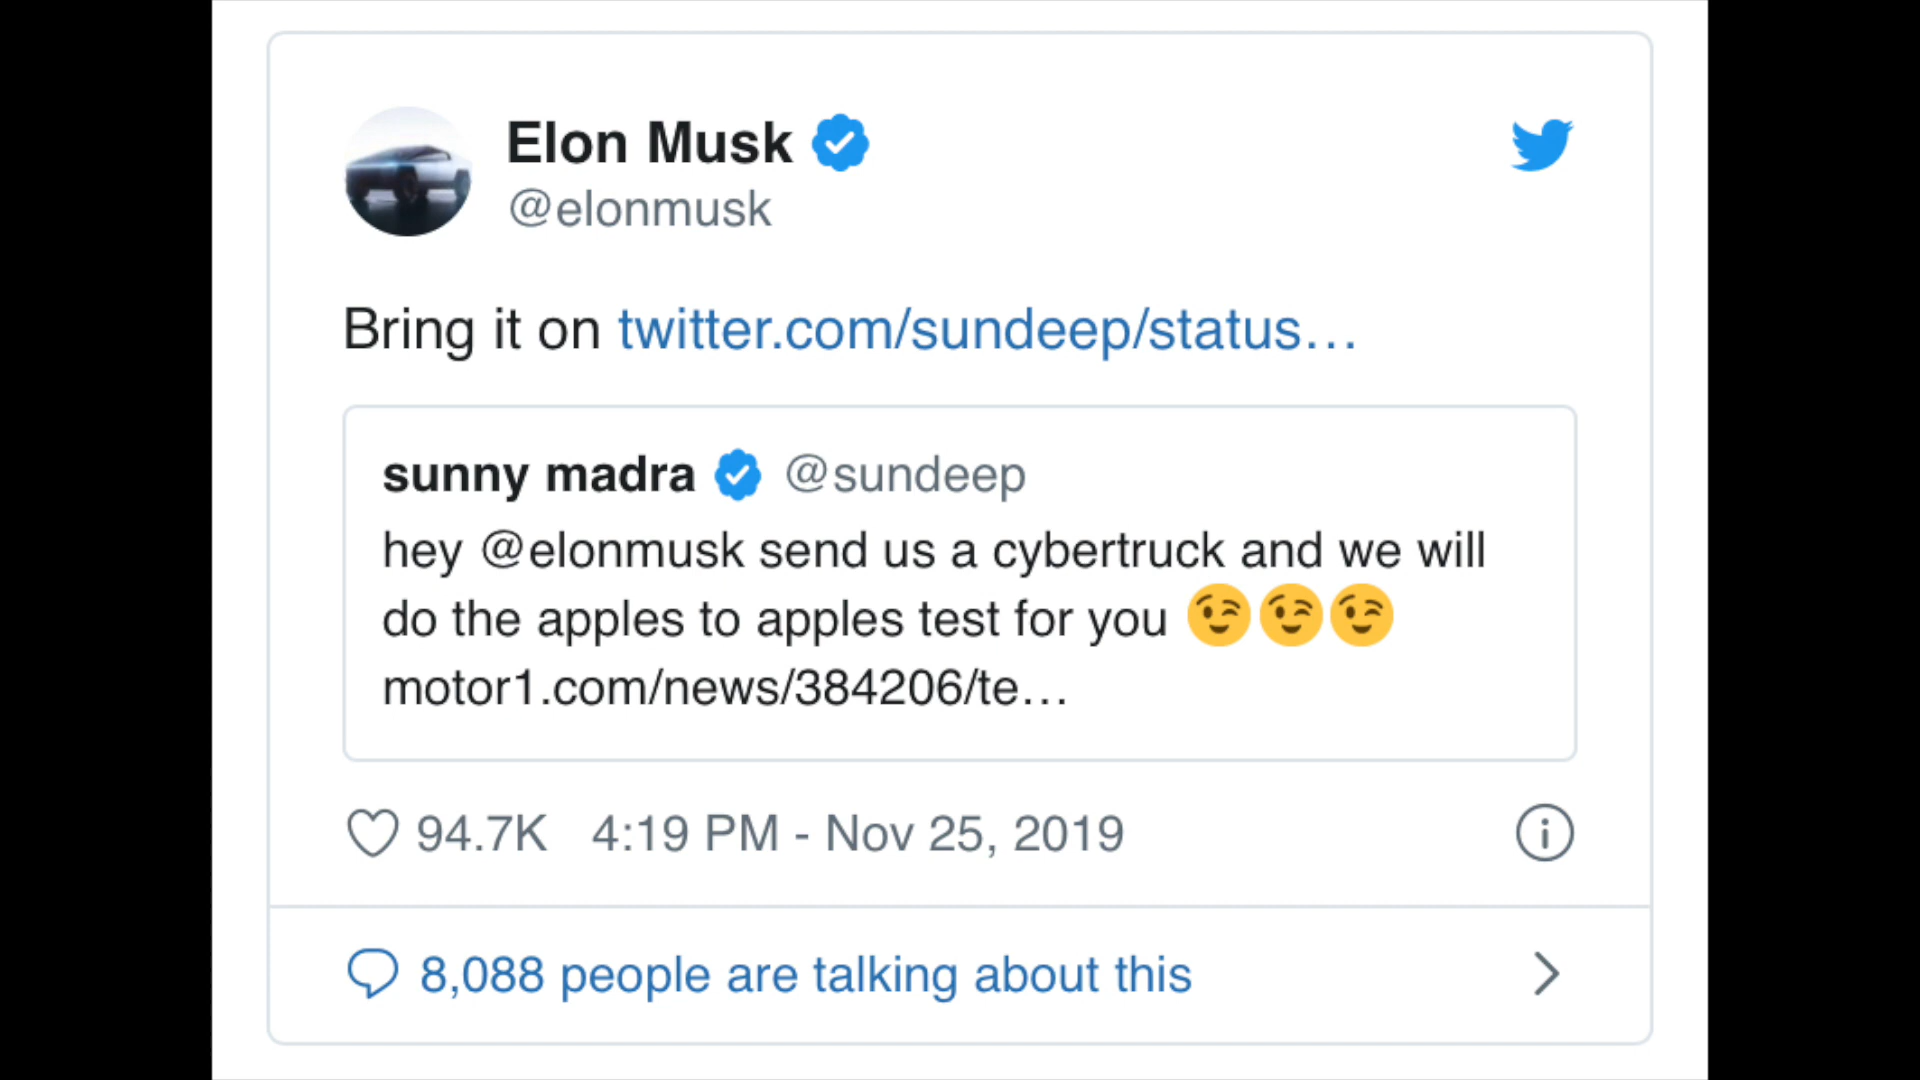 Elon Musk
@elonmusk
Bring it on twitter.com/sundeep/status…
sunny madra @sundeep
hey @elonmusk send us a cybertruck and we will
do the apples to apples test for you 😉😉😉
motor1.com/news/384206/te…
94.7K 4:19 PM - Nov 25, 2019
8,088 people are talking about this